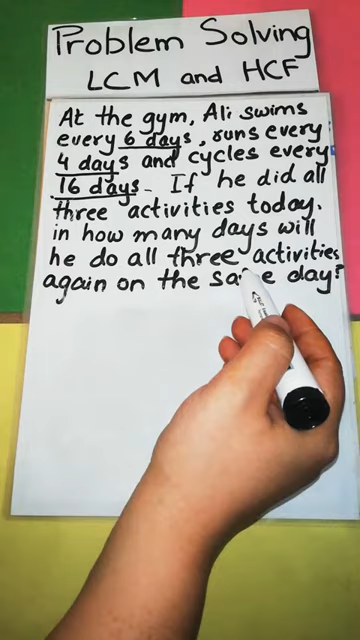 Problem Solving
LCM and HCF
At the gym, Ali swims
every 6 days, runs every
4 days and cycles every
16 days. If he did all
three activities today.
in how many days will
he do all three activities
again on the same day?